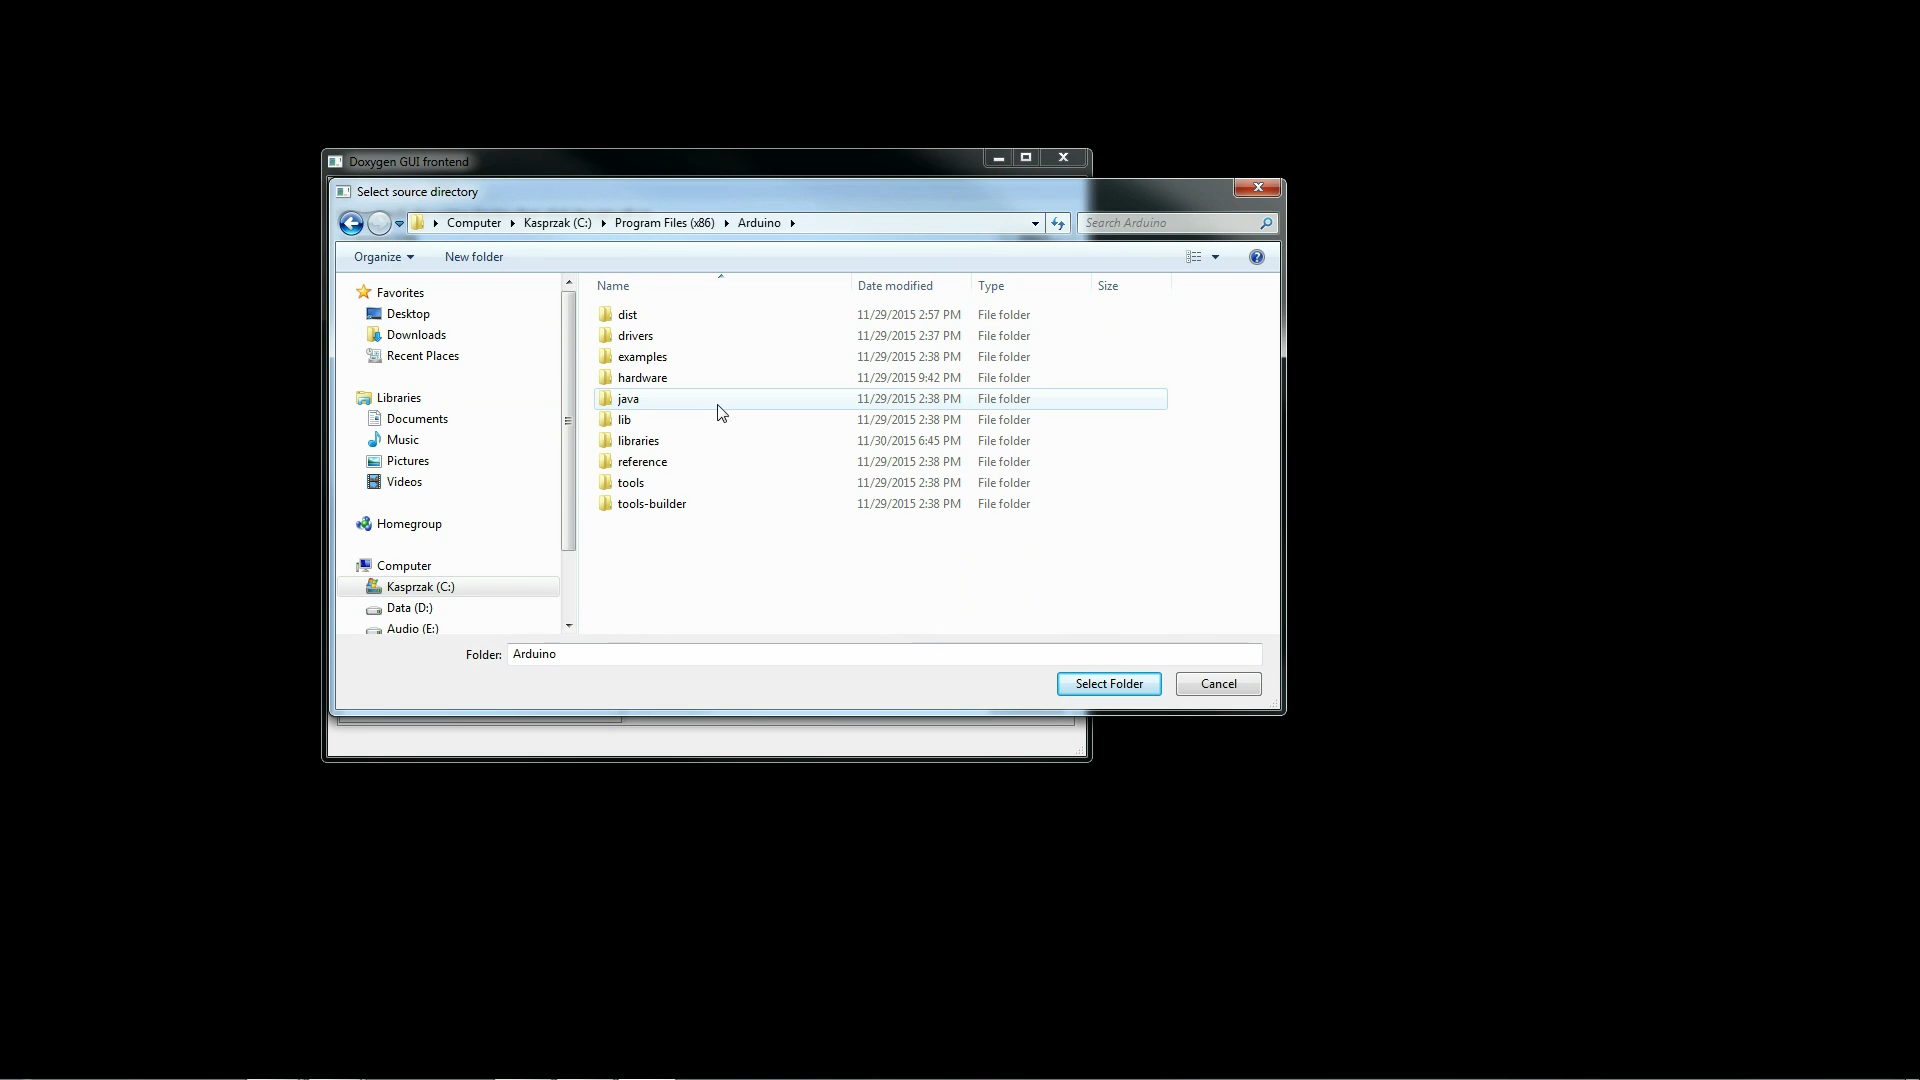 Doxygen GUI frontend
Select source directory
Computer Kasprzak (C:) Program Files (x86) Arduino Search Arduino
Organize New folder
Name Date modified Type Size
Favorites
Desktop
Downloads
Recent Places
Libraries
Documents
Music
Pictures
Videos
Homegroup
Computer
Kasprzak (C:)
Data (D:)
Audio (E:)
dist 11/29/2015 2:57 PM File folder
drivers 11/29/2015 2:37 PM File folder
examples 11/29/2015 2:38 PM File folder
hardware 11/29/2015 9:42 PM File folder
java 11/29/2015 2:38 PM File folder
lib 11/29/2015 2:38 PM File folder
libraries 11/30/2015 6:45 PM File folder
reference 11/29/2015 2:38 PM File folder
tools 11/29/2015 2:38 PM File folder
tools-builder 11/29/2015 2:38 PM File folder
Folder: Arduino
Select Folder Cancel